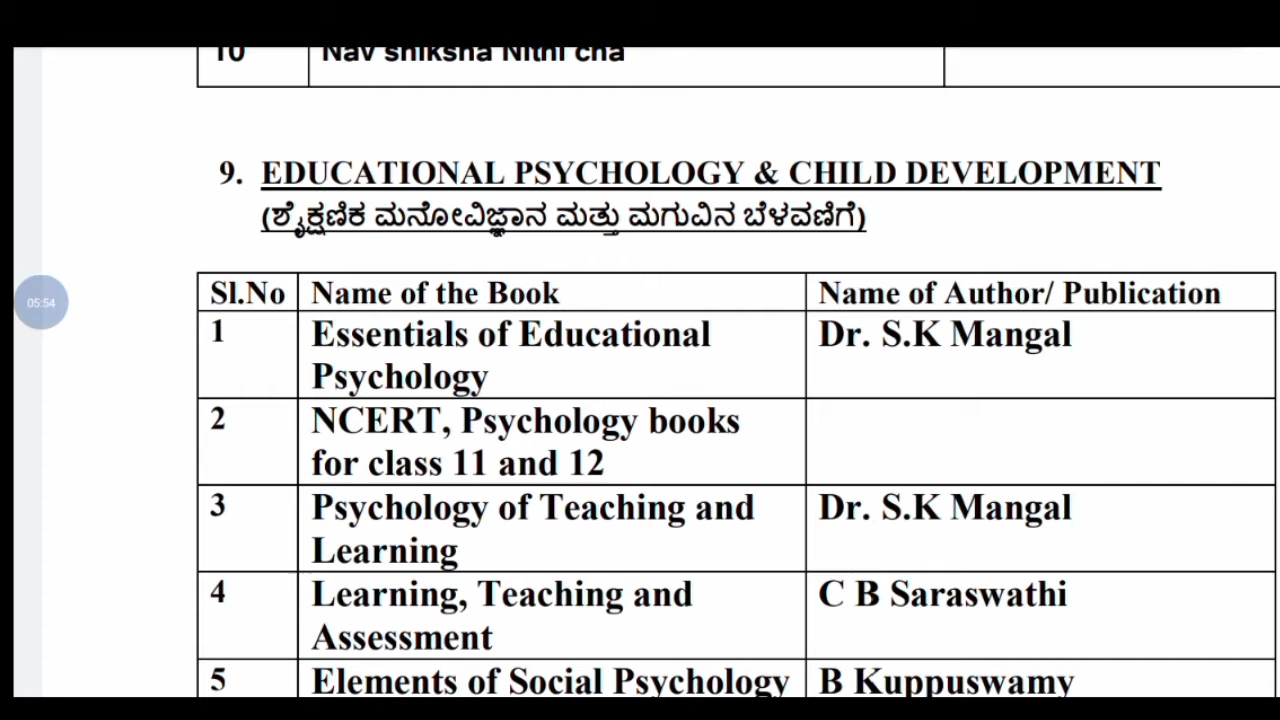 10 Nav shiksha Nithi cha
9. EDUCATIONAL PSYCHOLOGY & CHILD DEVELOPMENT
(ಶೈಕ್ಷಣಿಕ ಮನೋವಿಜ್ಞಾನ ಮತ್ತು ಮಗುವಿನ ಬೆಳವಣಿಗೆ)
Sl.No Name of the Book Name of Author/ Publication
1 Essentials of Educational Dr. S.K Mangal
Psychology
2 NCERT, Psychology books
for class 11 and 12
05:54
3 Psychology of Teaching and Dr. S.K Mangal
Learning
4 Learning, Teaching and C B Saraswathi
Assessment
5 Elements of Social Psychology B Kuppuswamy